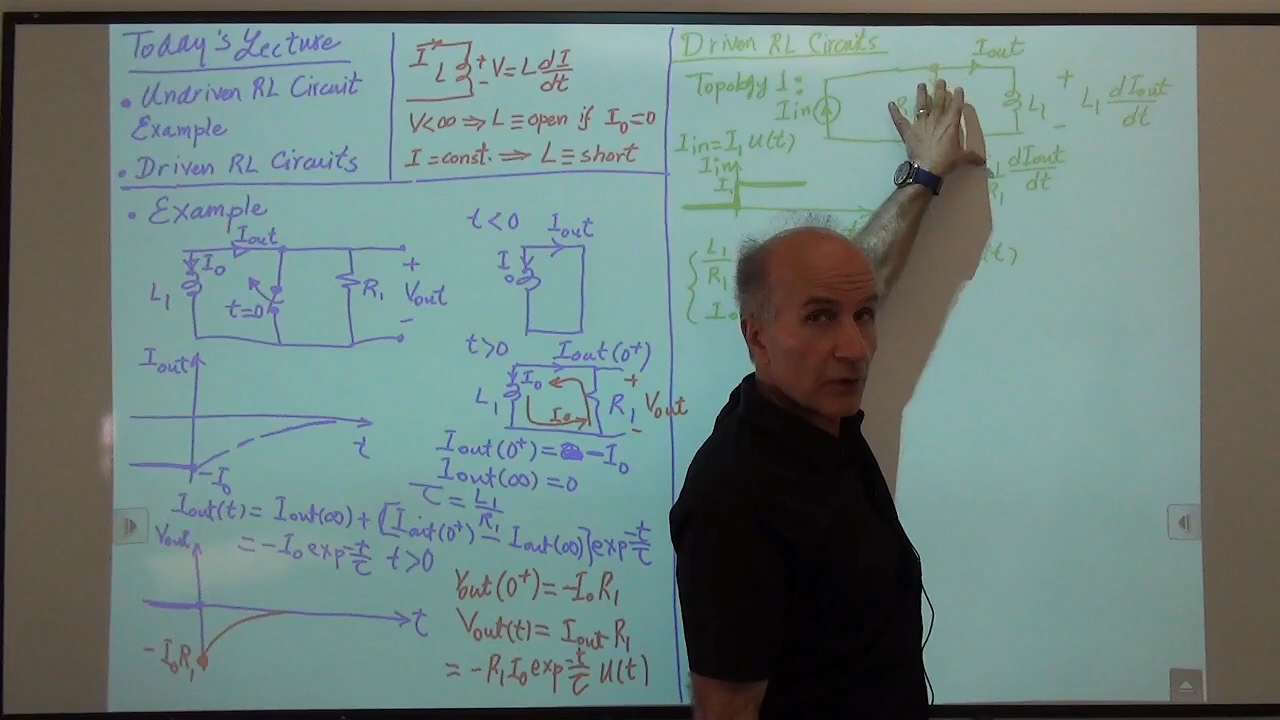 Today's Lecture
• Undriven RL Circuit
Example
• Driven RL Circuits
I L + - V = L dI/dt
V<∞ ⇒ L ≡ open if I₀=0
I = const. ⇒ L ≡ short
• Example
Iout
I₀
L₁
t=0
R₁
+
Vout
-
t<0 Iout
I₀
t>0 Iout(0⁺)
I₀
L₁
I₀
R₁
+
Vout
-
Iout
t
-I₀
Iout(0⁺) = -I₀
Iout(∞) = 0
τ = L₁/R₁
Iout(t) = Iout(∞) + [Iout(0⁺) - Iout(∞)] exp -t/τ
= -I₀ exp -t/τ t>0
Vout
t
-I₀R₁
Vout(0⁺) = -I₀R₁
Vout(t) = Iout R₁
= -R₁I₀ exp -t/τ u(t)
Driven RL Circuits
Topology 1:
Iout
Iin
R
L₁
+
-
L₁ dIout/dt
Iin = I₁ u(t)
Iin
I₁
dIout/dt
R₁
{ L₁/R₁
t)
I